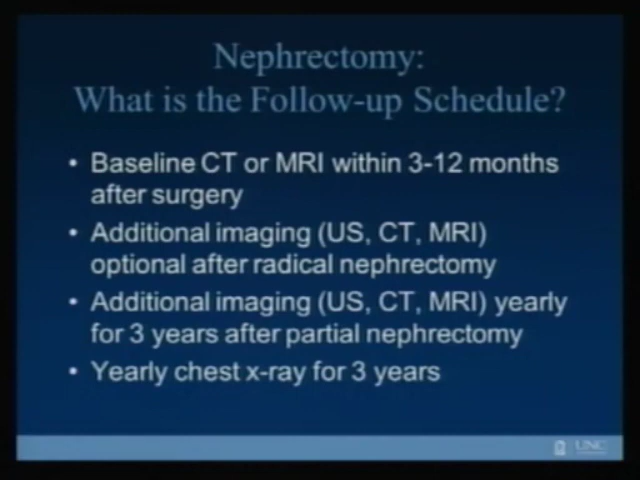 Nephrectomy:
What is the Follow-up Schedule?
• Baseline CT or MRI within 3-12 months
after surgery
• Additional imaging (US, CT, MRI)
optional after radical nephrectomy
• Additional imaging (US, CT, MRI) yearly
for 3 years after partial nephrectomy
• Yearly chest x-ray for 3 years
UNC